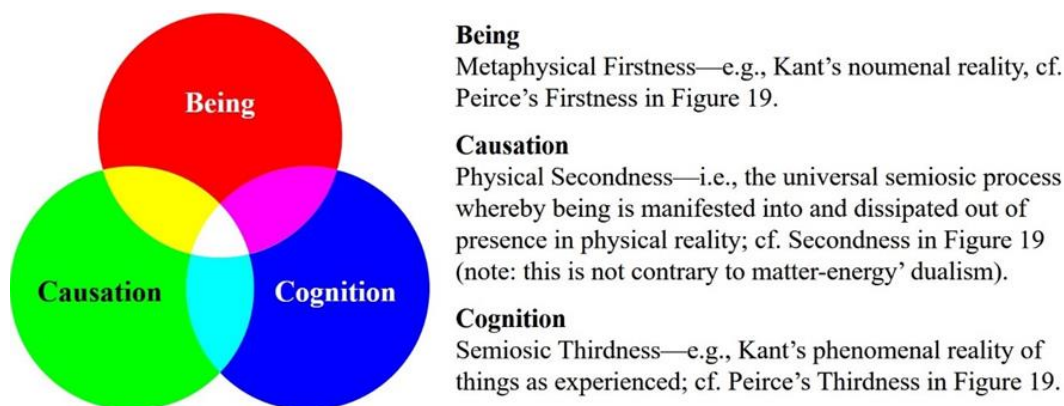 Being
Causation
Cognition
Being
Metaphysical Firstness—e.g., Kant’s noumenal reality, cf.
Peirce’s Firstness in Figure 19.
Causation
Physical Secondness—i.e., the universal semiosic process
whereby being is manifested into and dissipated out of
presence in physical reality; cf. Secondness in Figure 19
(note: this is not contrary to matter-energy’ dualism).
Cognition
Semiosic Thirdness—e.g., Kant’s phenomenal reality of
things as experienced; cf. Peirce’s Thirdness in Figure 19.